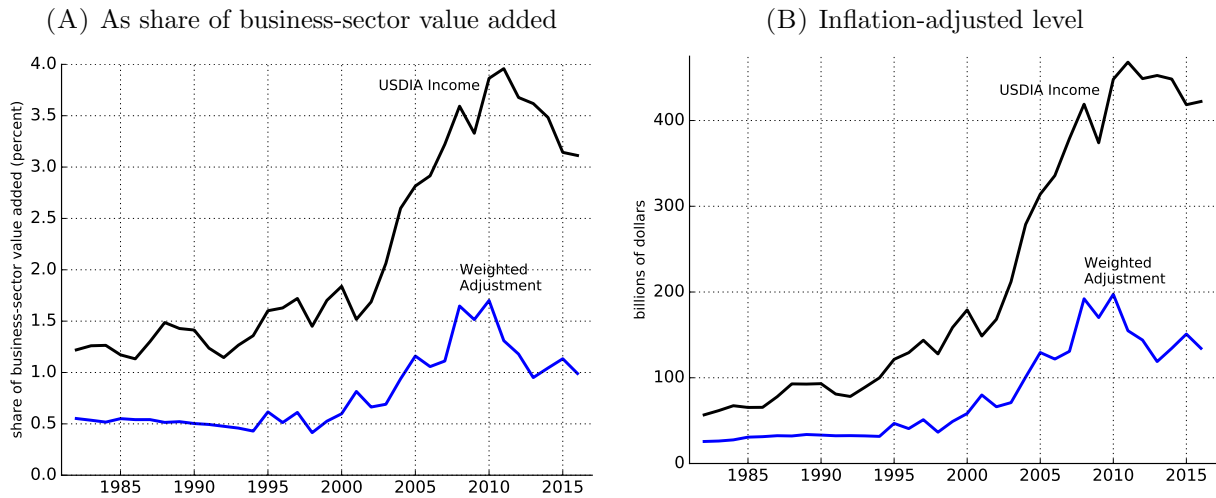 (A) As share of business-sector value added
share of business-sector value added (percent)
4.0
3.5
3.0
2.5
2.0
1.5
1.0
0.5
0.0
USDIA Income
Weighted
Adjustment
1985 1990 1995 2000 2005 2010 2015
(B) Inflation-adjusted level
billions of dollars
400
300
200
100
0
USDIA Income
Weighted
Adjustment
1985 1990 1995 2000 2005 2010 2015